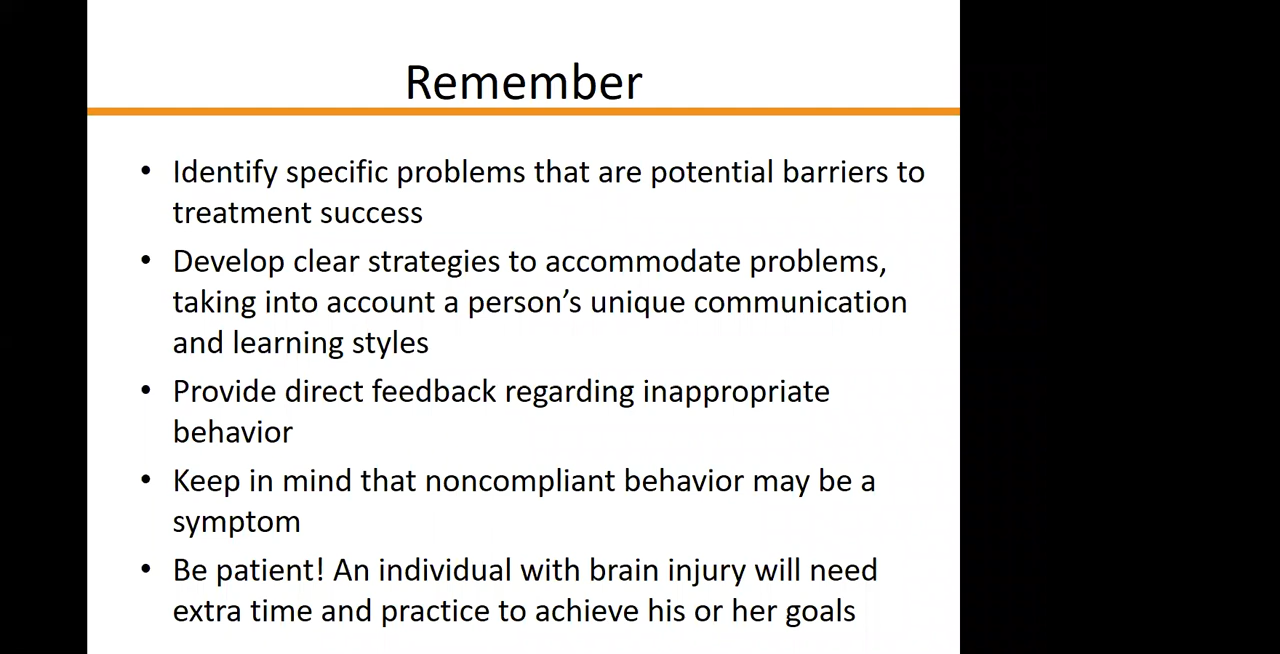 Remember
• Identify specific problems that are potential barriers to
treatment success
• Develop clear strategies to accommodate problems,
taking into account a person’s unique communication
and learning styles
• Provide direct feedback regarding inappropriate
behavior
• Keep in mind that noncompliant behavior may be a
symptom
• Be patient! An individual with brain injury will need
extra time and practice to achieve his or her goals